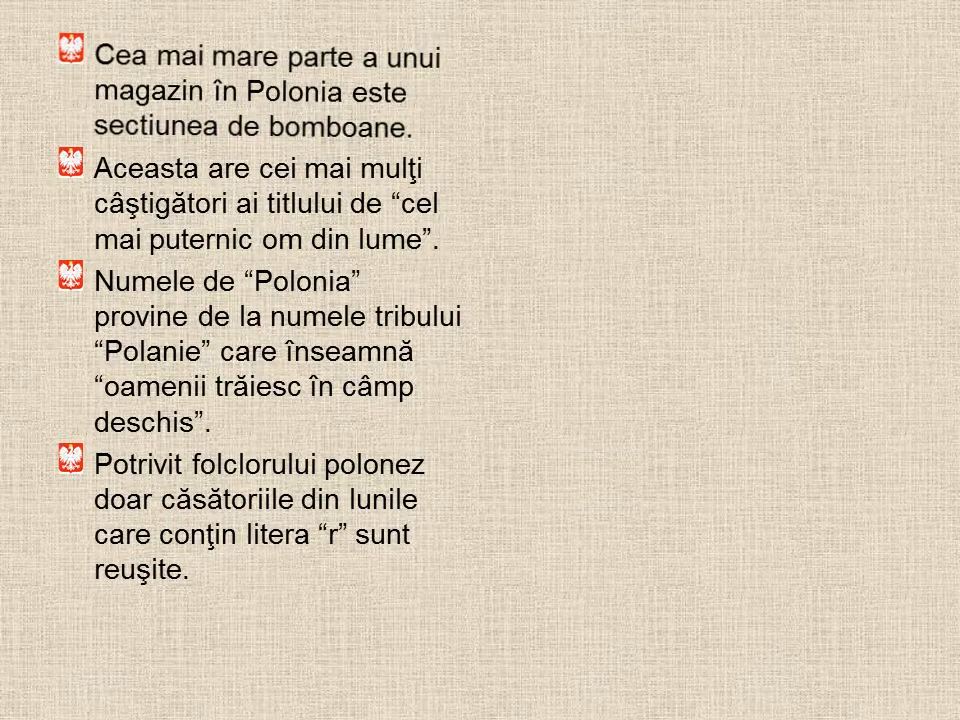 Cea mai mare parte a unui
magazin în Polonia este
sectiunea de bomboane.
Aceasta are cei mai mulţi
câştigători ai titlului de “cel
mai puternic om din lume”.
Numele de “Polonia”
provine de la numele tribului
“Polanie” care înseamnă
“oamenii trăiesc în câmp
deschis”.
Potrivit folclorului polonez
doar căsătoriile din lunile
care conţin litera “r” sunt
reuşite.